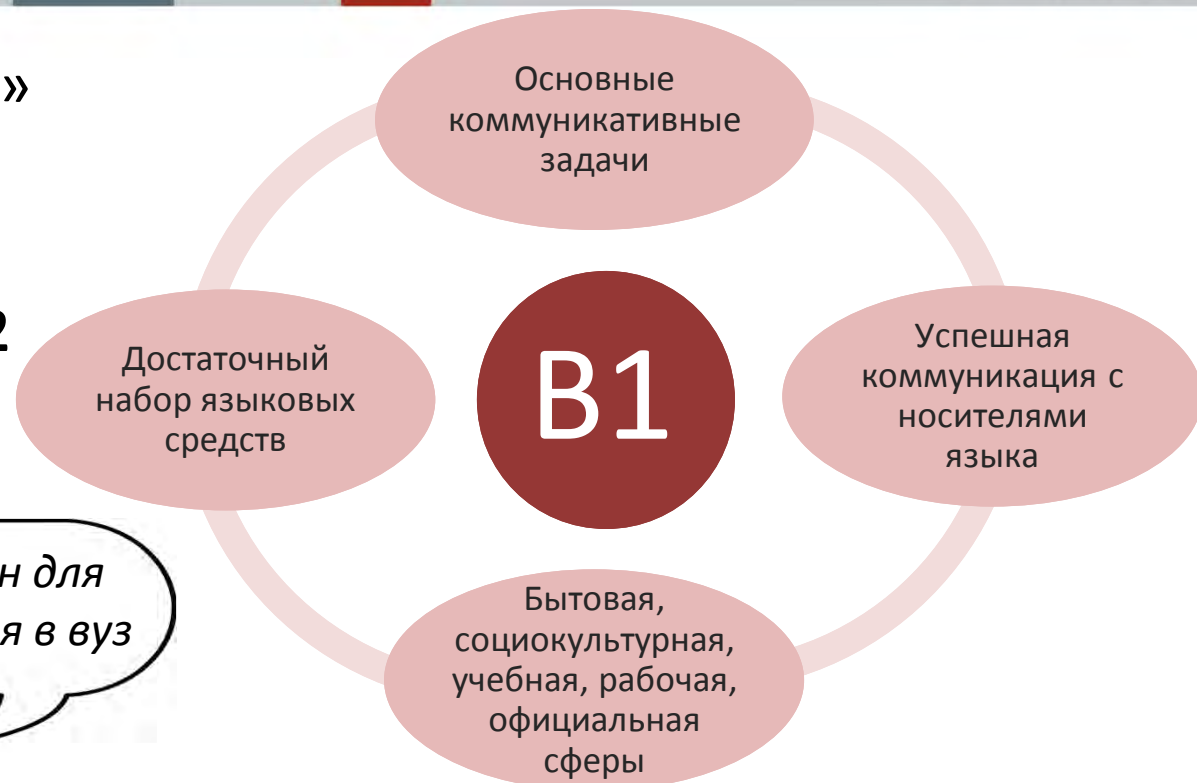 »
Основные
коммуникативные
задачи
2
Достаточный
набор языковых
средств
B1
Успешная
коммуникация с
носителями
языка
н для
я в вуз
Бытовая,
социокультурная,
учебная, рабочая,
официальная
сферы